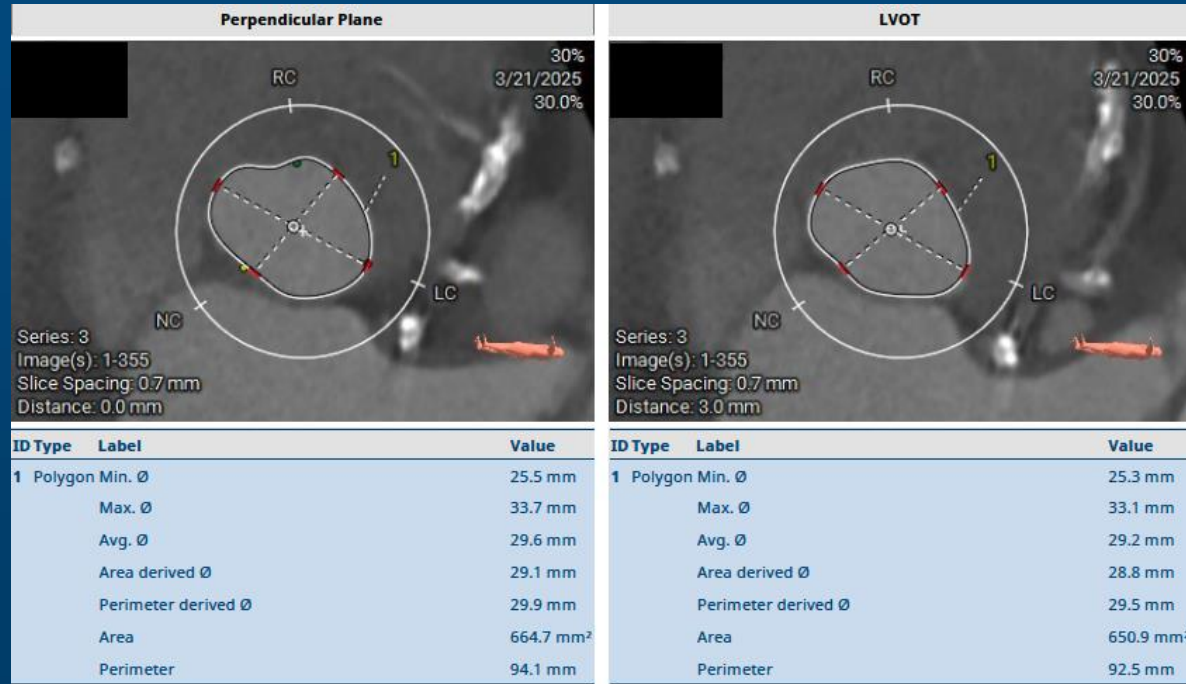 Perpendicular Plane
30%
3/21/2025
30.0%
RC
1
LC
NC
Series: 3
Image(s): 1-355
Slice Spacing: 0.7 mm
Distance: 0.0 mm
ID Type Label Value
1 Polygon Min. Ø 25.5 mm
Max. Ø 33.7 mm
Avg. Ø 29.6 mm
Area derived Ø 29.1 mm
Perimeter derived Ø 29.9 mm
Area 664.7 mm²
Perimeter 94.1 mm
LVOT
30%
3/21/2025
30.0%
RC
1
LC
NC
Series: 3
Image(s): 1-355
Slice Spacing: 0.7 mm
Distance: 3.0 mm
ID Type Label Value
1 Polygon Min. Ø 25.3 mm
Max. Ø 33.1 mm
Avg. Ø 29.2 mm
Area derived Ø 28.8 mm
Perimeter derived Ø 29.5 mm
Area 650.9 mm²
Perimeter 92.5 mm